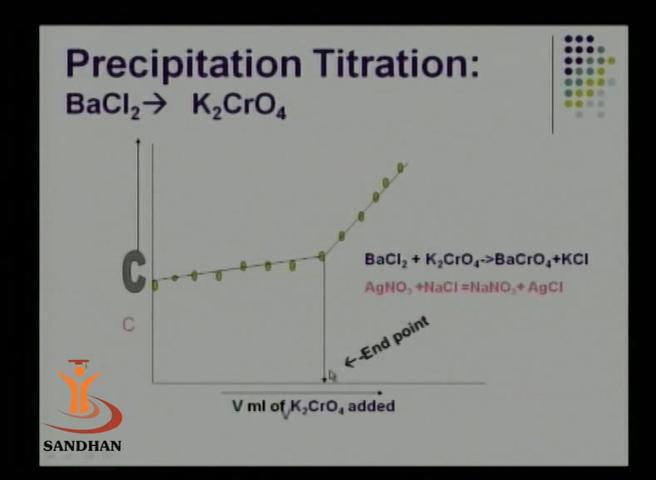 Precipitation Titration:
BaCl₂→ K₂CrO₄
C
BaCl₂ + K₂CrO₄->BaCrO₄+KCl
AgNO₃ +NaCl =NaNO₃+ AgCl
C
←-End point
V ml of K₂CrO₄ added
V
SANDHAN